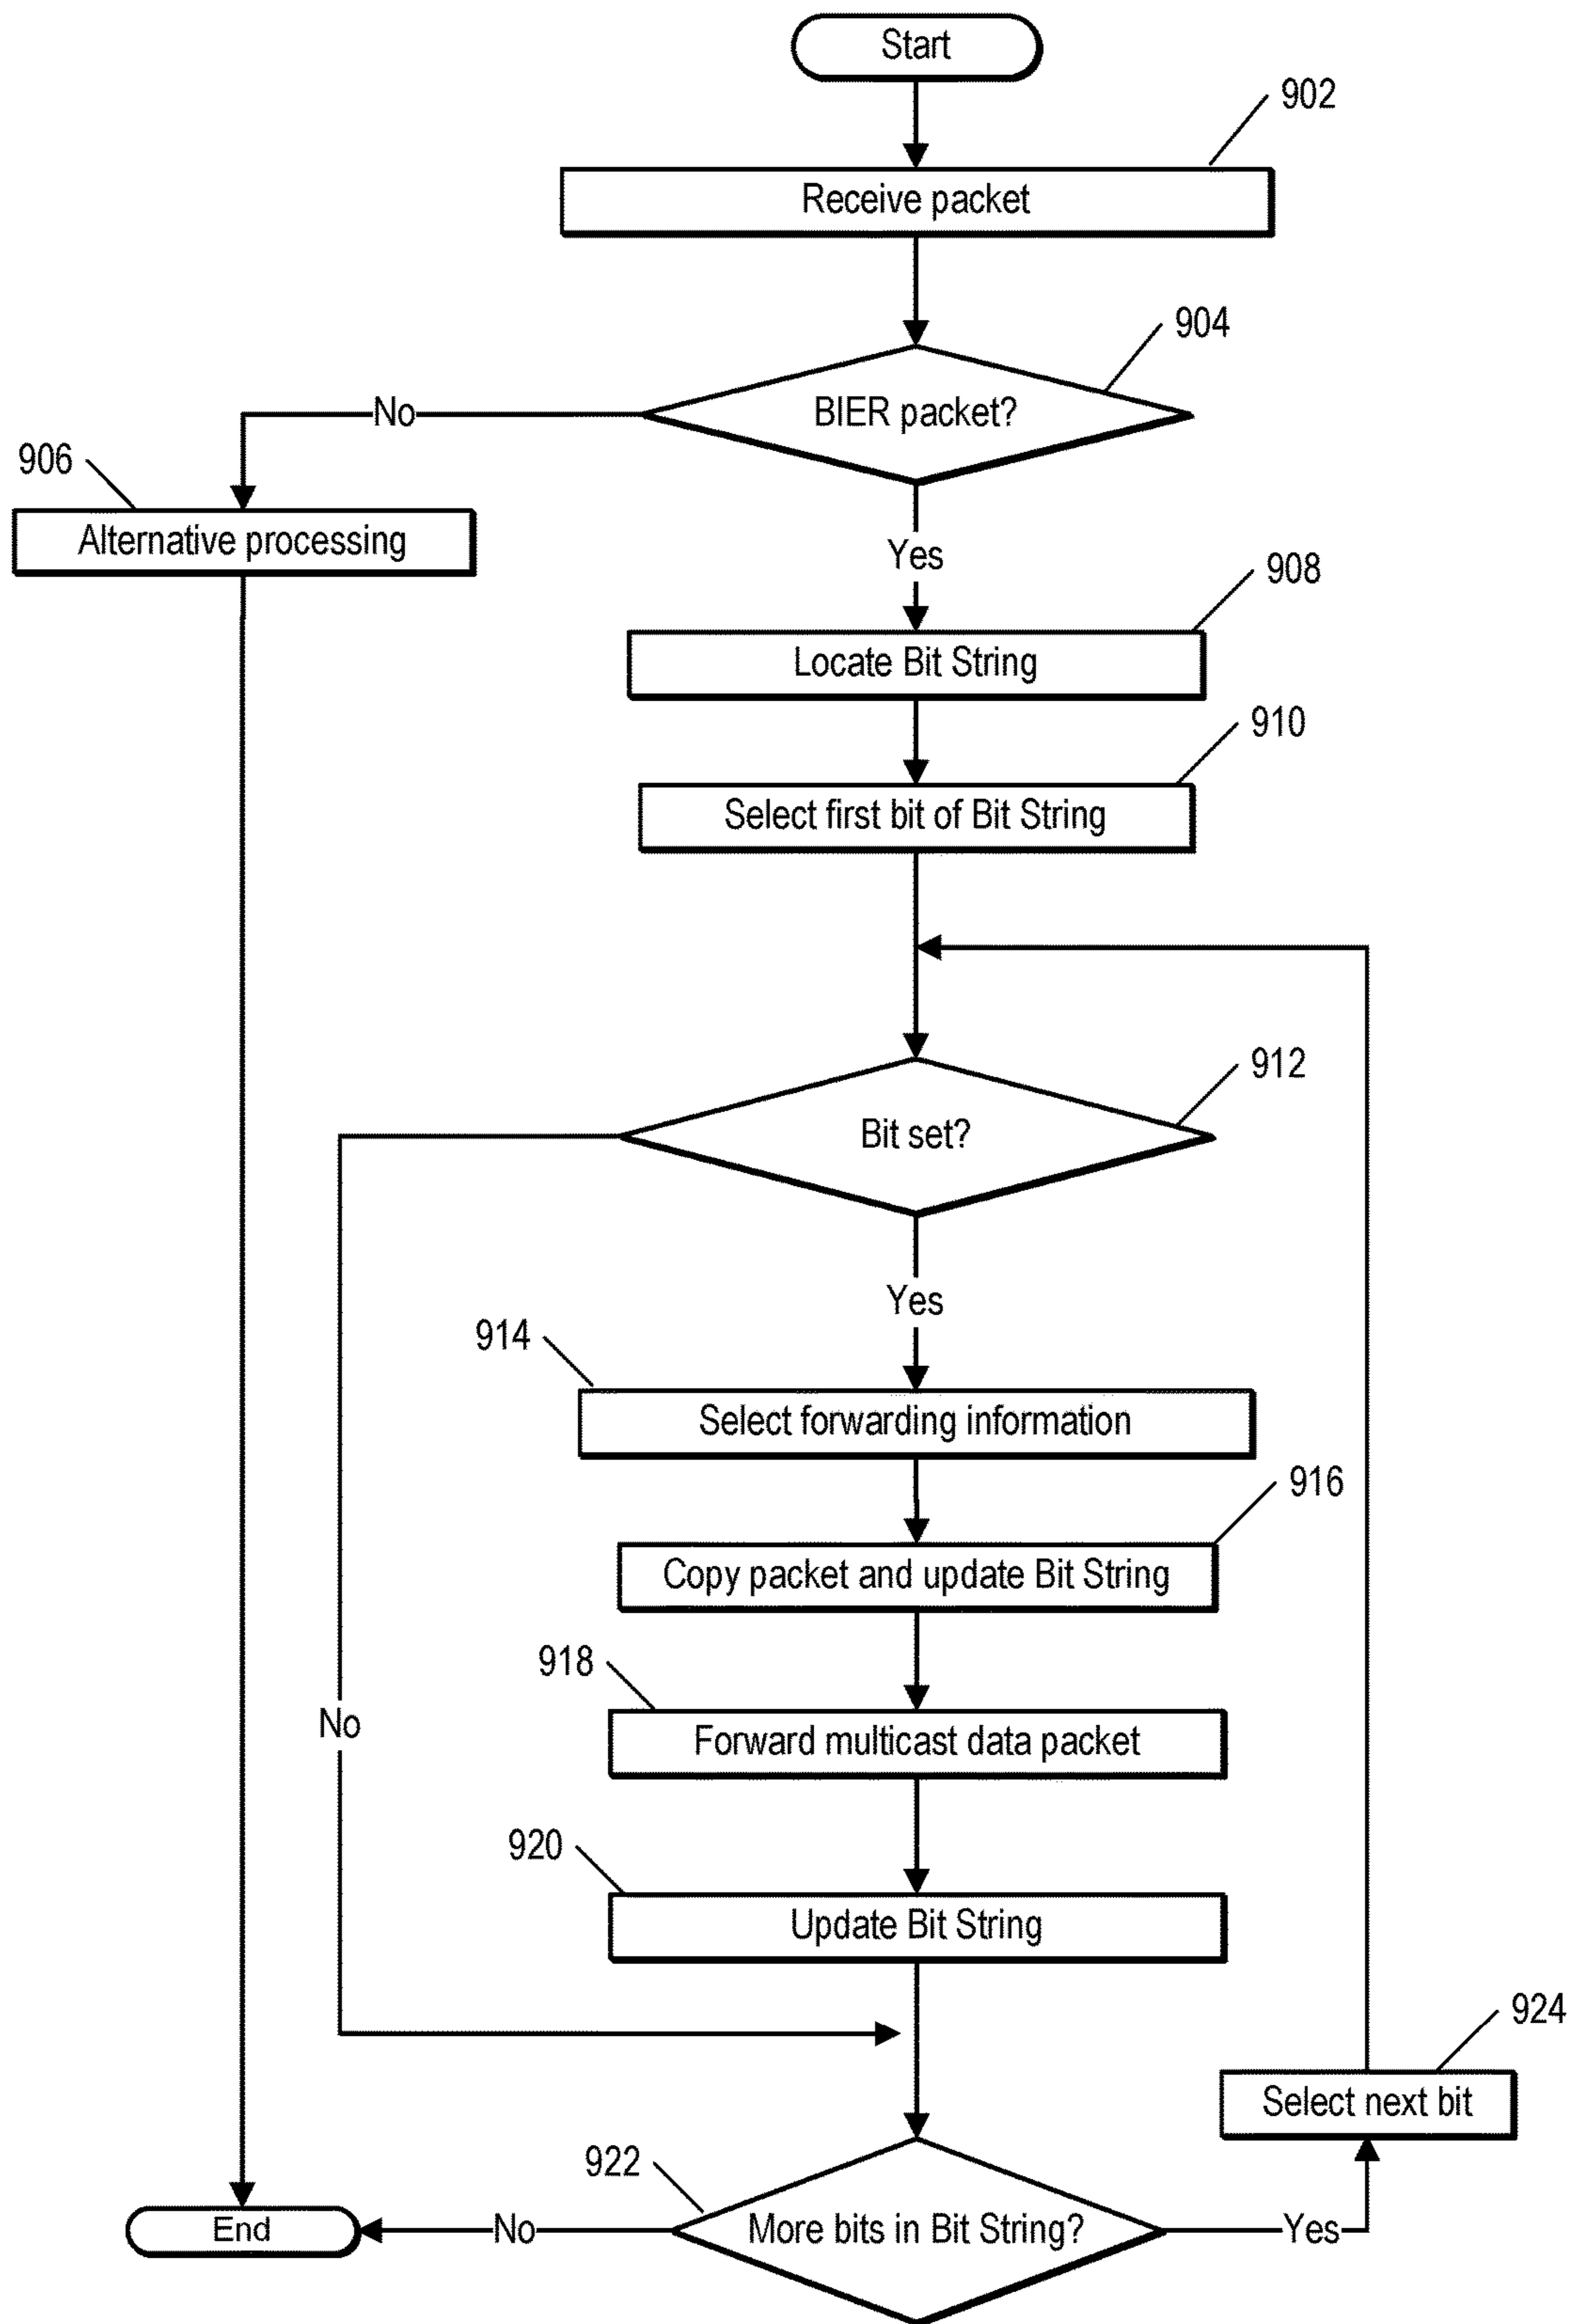 Start
902
Receive packet
904
BIER packet?
No
906
Alternative processing
Yes
908
Locate Bit String
910
Select first bit of Bit String
912
Bit set?
Yes
914
Select forwarding information
916
Copy packet and update Bit String
918
Forward multicast data packet
No
920
Update Bit String
924
Select next bit
922
More bits in Bit String?
Yes
No
End